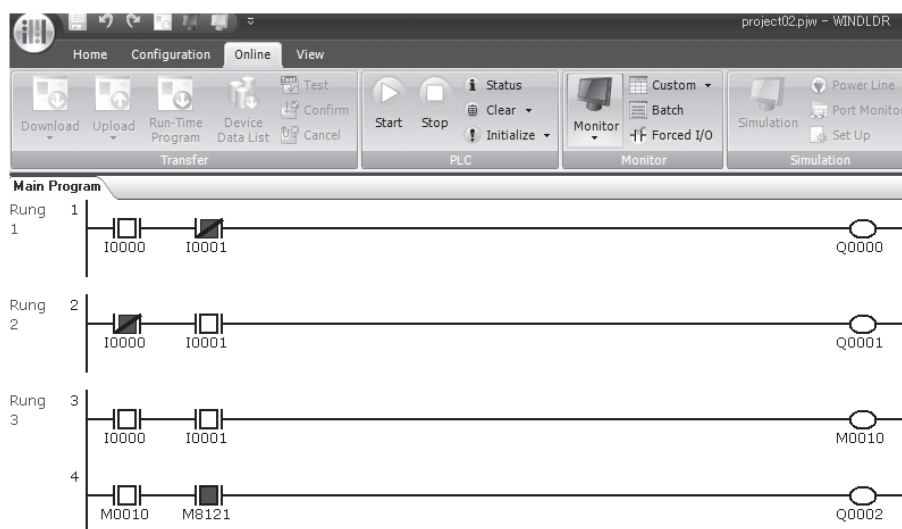 project02.pjw - WINDLDR
Home Configuration Online View
Download Upload Run-Time Program Device Data List Test Confirm Cancel
Transfer
Start Stop Status Clear Initialize
PLC
Monitor Custom Batch Forced I/O
Monitor
Simulation Power Line Port Monitor Set Up
Simulation
Main Program
Rung 1
1
I0000 I0001 Q0000
Rung 2
2
I0000 I0001 Q0001
Rung 3
3
I0000 I0001 M0010
4
M0010 M8121 Q0002